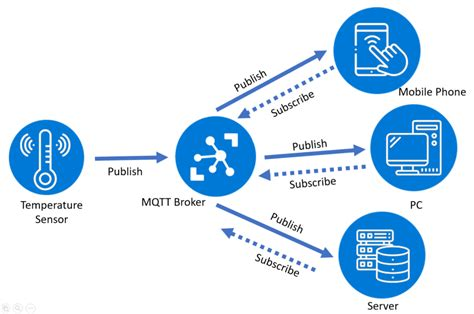 Publish
Subscribe
Mobile Phone
Publish
Publish
Subscribe
Temperature
Sensor
MQTT Broker
PC
Publish
Subscribe
Server